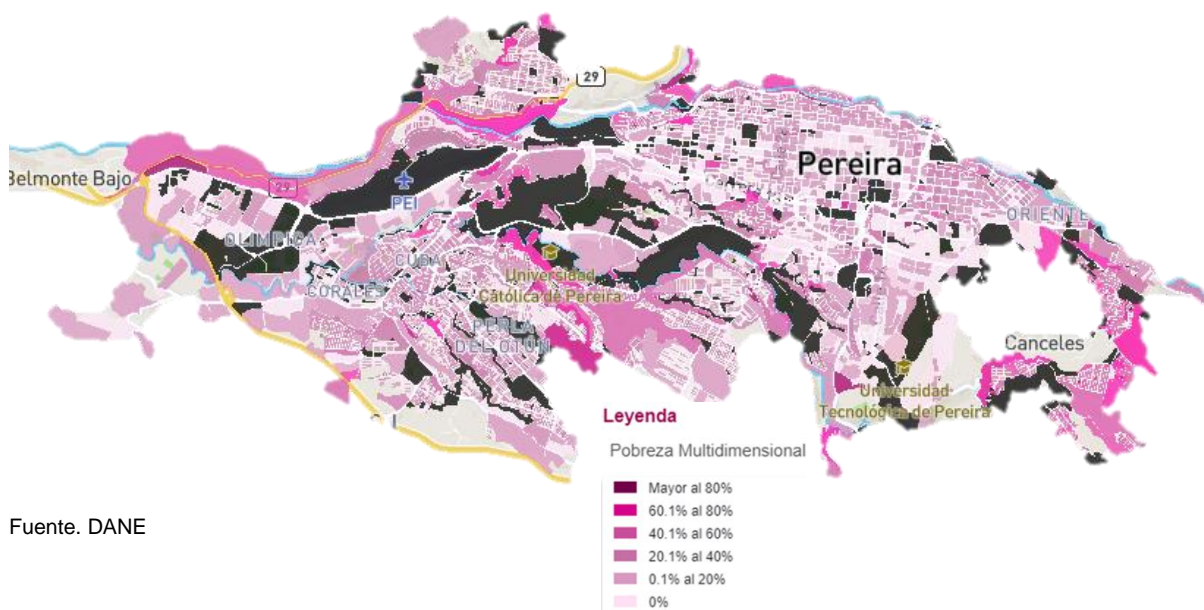 29
Belmonte Bajo
29
PEI
Pereira
ORIENTE
OLIMPICA
CUBA
CORALES
Universidad
Católica de Pereira
PERLA
DEL OTÚN
Canceles
Universidad
Tecnológica de Pereira
Leyenda
Pobreza Multidimensional
Mayor al 80%
60.1% al 80%
40.1% al 60%
20.1% al 40%
0.1% al 20%
0%
Fuente. DANE